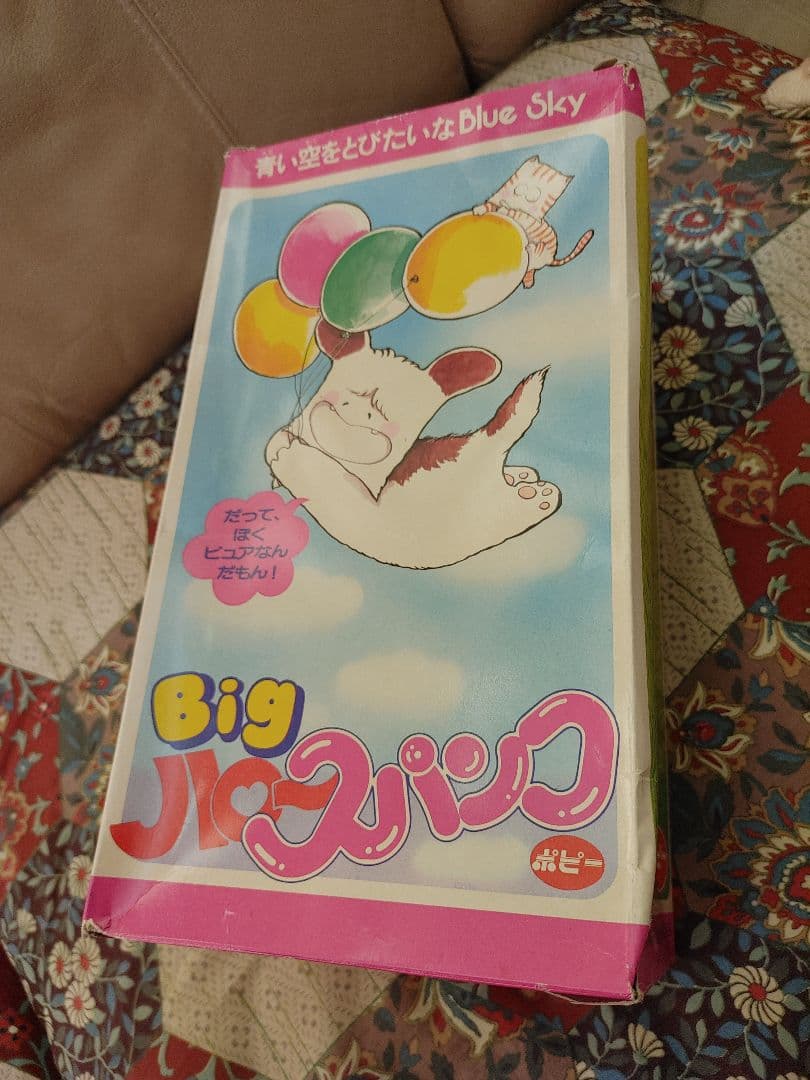 青い空をとびたいなBlue Sky
だって、
ぼく
ピュアなん
だもん!
Big
ハロー
スパンク
ポピー